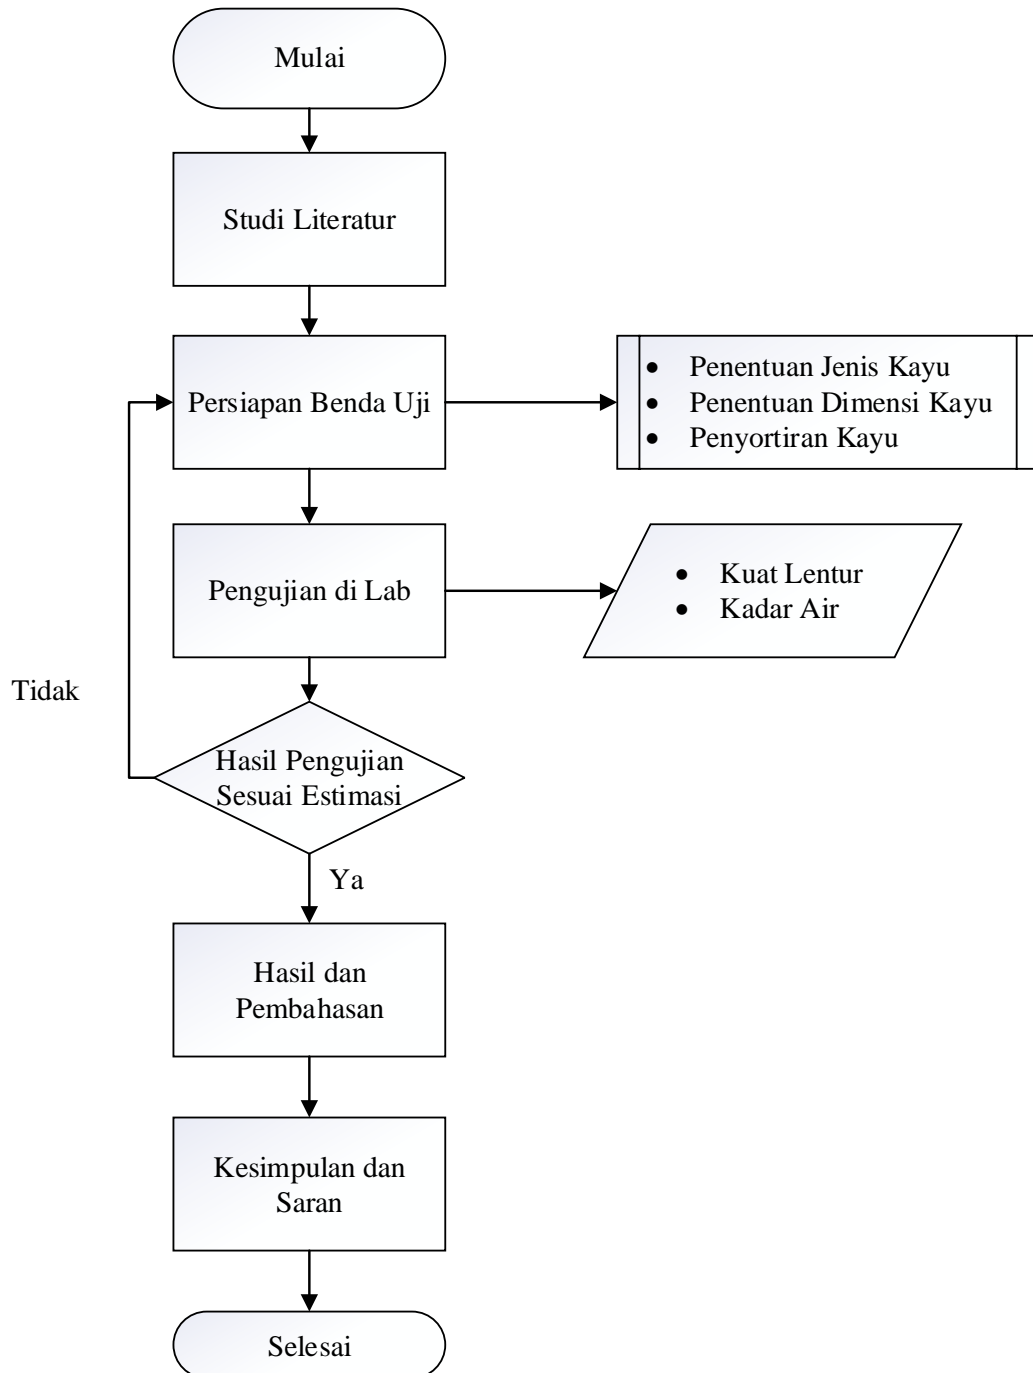 Mulai
Studi Literatur
Persiapan Benda Uji
• Penentuan Jenis Kayu
• Penentuan Dimensi Kayu
• Penyortiran Kayu
Pengujian di Lab
• Kuat Lentur
• Kadar Air
Tidak
Hasil Pengujian
Sesuai Estimasi
Ya
Hasil dan
Pembahasan
Kesimpulan dan
Saran
Selesai